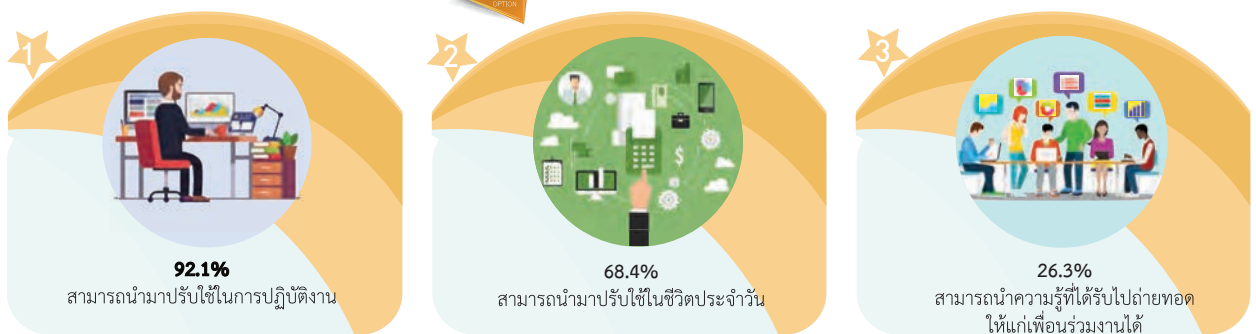 OPTION
1
92.1%
สามารถนำมาปรับใช้ในการปฏิบัติงาน
2
68.4%
สามารถนำมาปรับใช้ในชีวิตประจำวัน
3
26.3%
สามารถนำความรู้ที่ได้รับไปถ่ายทอด
ให้แก่เพื่อนร่วมงานได้